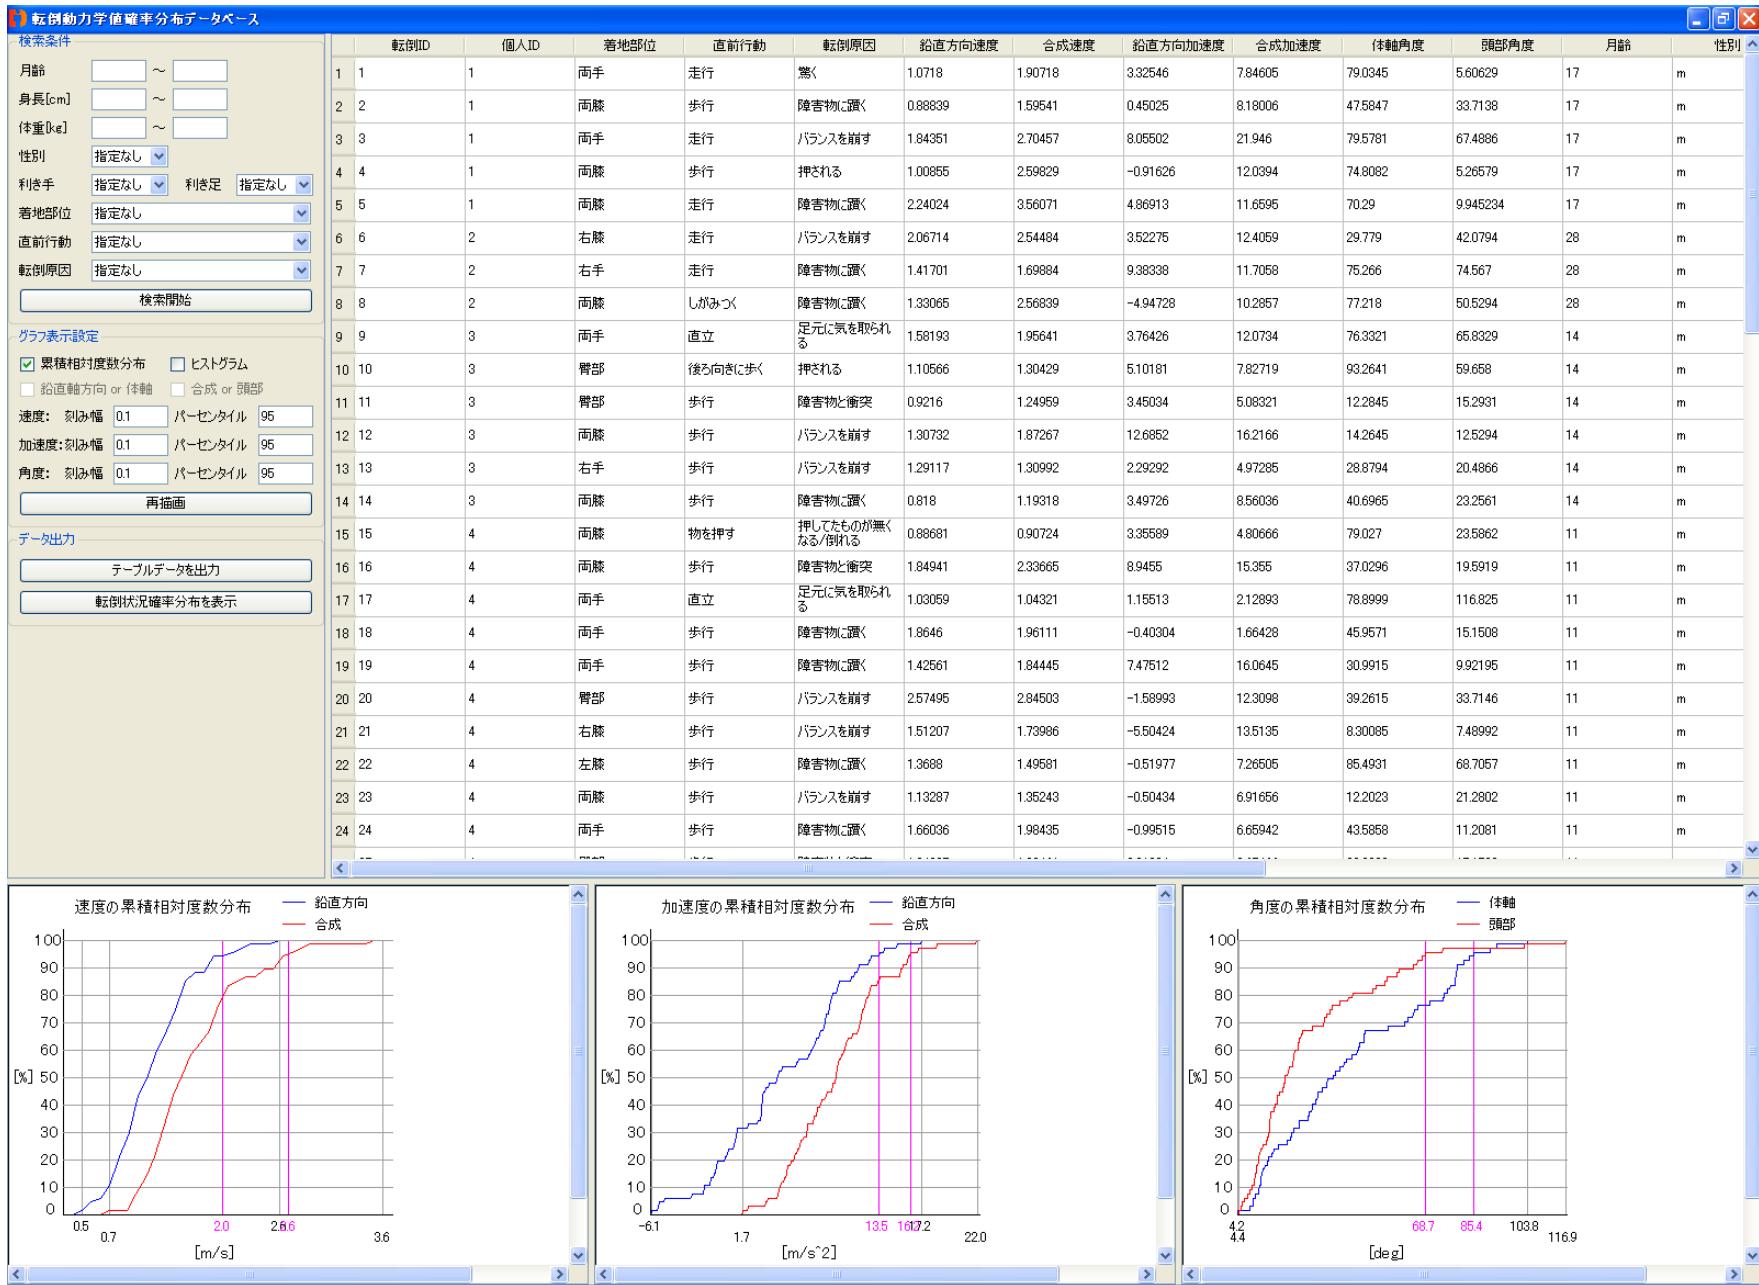 転倒動力学値確率分布データベース
検索条件
月齢 ～
身長[cm] ～
体重[kg] ～
性別 指定なし
利き手 指定なし 利き足 指定なし
着地部位 指定なし
直前行動 指定なし
転倒原因 指定なし
検索開始
グラフ表示設定
累積相対度数分布 ヒストグラム
鉛直軸方向 or 体軸 合成 or 頭部
速度: 刻み幅 0.1 パーセンタイル 95
加速度: 刻み幅 0.1 パーセンタイル 95
角度: 刻み幅 0.1 パーセンタイル 95
再描画
データ出力
テーブルデータを出力
転倒状況確率分布を表示
転倒ID 個人ID 着地部位 直前行動 転倒原因 鉛直方向速度 合成速度 鉛直方向加速度 合成加速度 体軸角度 頭部角度 月齢 性別
1 1 1 両手 走行 驚く 1.0718 1.90718 3.32546 7.84605 79.0345 5.60629 17 m
2 2 1 両膝 歩行 障害物に躓く 0.88839 1.59541 0.45025 8.18006 47.5847 33.7138 17 m
3 3 1 両手 走行 バランスを崩す 1.84351 2.70457 8.05502 21.946 79.5781 67.4886 17 m
4 4 1 両膝 歩行 押される 1.00855 2.59829 -0.91626 12.0394 74.8082 5.26579 17 m
5 5 1 両膝 走行 障害物に躓く 2.24024 3.56071 4.86913 11.6595 70.29 9.945234 17 m
6 6 2 右膝 走行 バランスを崩す 2.06714 2.54484 3.52275 12.4059 29.779 42.0794 28 m
7 7 2 右手 走行 障害物に躓く 1.41701 1.69884 9.38338 11.7058 75.266 74.567 28 m
8 8 2 両膝 しがみつく 障害物に躓く 1.33065 2.56839 -4.94728 10.2857 77.218 50.5294 28 m
9 9 3 両手 直立 足元に気を取られる 1.58193 1.95641 3.76426 12.0734 76.3321 65.8329 14 m
10 10 3 臀部 後ろ向きに歩く 押される 1.10566 1.30429 5.10181 7.82719 93.2641 59.658 14 m
11 11 3 臀部 歩行 障害物と衝突 0.9216 1.24959 3.45034 5.08321 12.2845 15.2931 14 m
12 12 3 両膝 歩行 バランスを崩す 1.30732 1.87267 12.6852 16.2166 14.2645 12.5294 14 m
13 13 3 右手 歩行 バランスを崩す 1.29117 1.30992 2.29292 4.97285 28.8794 20.4866 14 m
14 14 3 両膝 歩行 障害物に躓く 0.818 1.19318 3.49726 8.56036 40.6965 23.2561 14 m
15 15 4 両膝 物を押す 押してたものが無くなる/倒れる 0.88681 0.90724 3.35589 4.80666 79.027 23.5862 11 m
16 16 4 両膝 歩行 障害物と衝突 1.84941 2.33665 8.9455 15.355 37.0296 19.5919 11 m
17 17 4 両手 直立 足元に気を取られる 1.03059 1.04321 1.15513 2.12893 78.8999 116.825 11 m
18 18 4 両手 歩行 障害物に躓く 1.8646 1.96111 -0.40304 1.66428 45.9571 15.1508 11 m
19 19 4 両手 歩行 障害物に躓く 1.42561 1.84445 7.47512 16.0645 30.9915 9.92195 11 m
20 20 4 臀部 歩行 バランスを崩す 2.57495 2.84503 -1.58993 12.3098 39.2615 33.7146 11 m
21 21 4 右膝 歩行 バランスを崩す 1.51207 1.73986 -5.50424 13.5135 8.30085 7.48992 11 m
22 22 4 左膝 歩行 障害物に躓く 1.3688 1.49581 -0.51977 7.26505 85.4931 68.7057 11 m
23 23 4 両膝 歩行 バランスを崩す 1.13287 1.35243 -0.50434 6.91656 12.2023 21.2802 11 m
24 24 4 両手 歩行 障害物に躓く 1.66036 1.98435 -0.99515 6.65942 43.5858 11.2081 11 m
速度の累積相対度数分布 鉛直方向
合成
100
90
80
70
60
[%] 50
40
30
20
10
0
0.5 2.0
0.7 3.6
[m/s]
加速度の累積相対度数分布 鉛直方向
合成
100
90
80
70
60
[%] 50
40
30
20
10
0
-6.1 13.5 17.2
1.7 22.0
[m/s^2]
角度の累積相対度数分布 体軸
頭部
100
90
80
70
60
[%] 50
40
30
20
10
0
4.2 68.7 85.4 103.8
4.4 116.9
[deg]